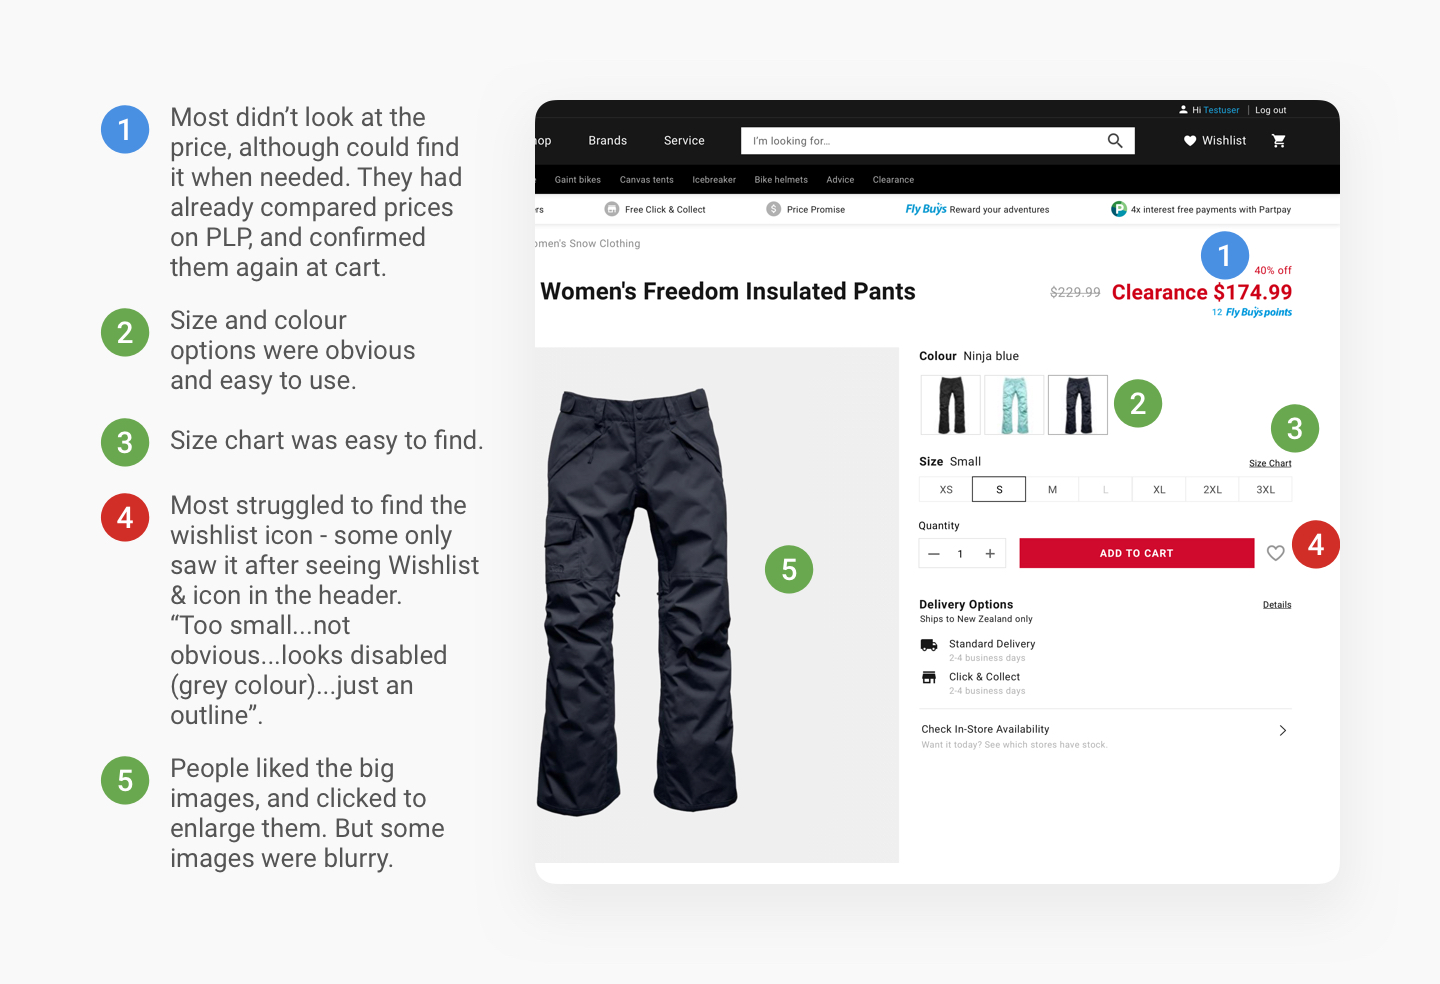 1
Most didn’t look at the
price, although could find
it when needed. They had
already compared prices
on PLP, and confirmed
them again at cart.
2
Size and colour
options were obvious
and easy to use.
3
Size chart was easy to find.
4
Most struggled to find the
wishlist icon - some only
saw it after seeing Wishlist
& icon in the header.
“Too small...not
obvious...looks disabled
(grey colour)...just an
outline”.
5
People liked the big
images, and clicked to
enlarge them. But some
images were blurry.
Hi Testuser | Log out
hop Brands Service I'm looking for... Wishlist
Gaint bikes Canvas tents Icebreaker Bike helmets Advice Clearance
rs Free Click & Collect $ Price Promise Fly Buys Reward your adventures P 4x interest free payments with Partpay
omen's Snow Clothing
1
40% off
Women's Freedom Insulated Pants $229.99 Clearance $174.99
12 Fly Buys points
Colour Ninja blue
2
3
Size Small Size Chart
XS S M L XL 2XL 3XL
Quantity
— 1 + ADD TO CART 4
5
Delivery Options Details
Ships to New Zealand only
Standard Delivery
2-4 business days
Click & Collect
2-4 business days
Check In-Store Availability
Want it today? See which stores have stock.